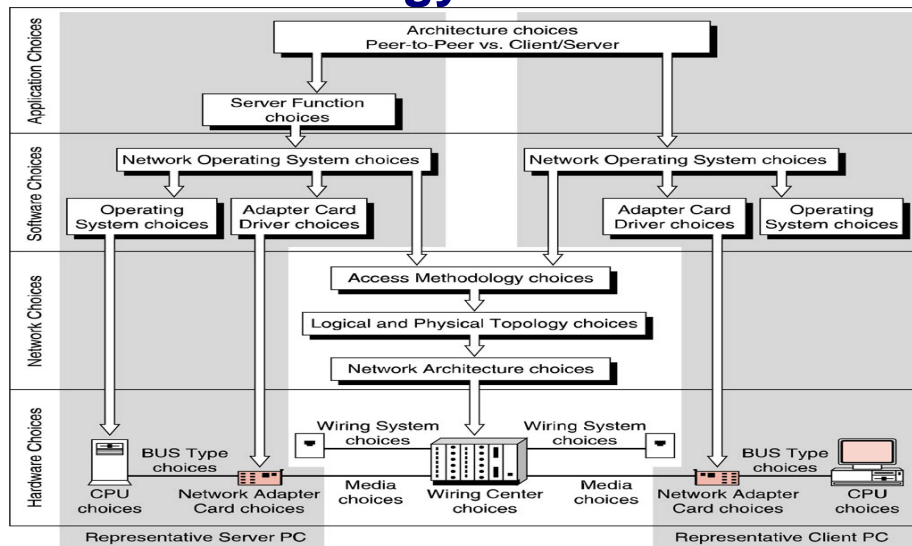 Application Choices
Architecture choices
Peer-to-Peer vs. Client/Server
Server Function
choices
Software Choices
Network Operating System choices
Network Operating System choices
Operating
System choices
Adapter Card
Driver choices
Adapter Card
Driver choices
Operating
System choices
Network Choices
Access Methodology choices
Logical and Physical Topology choices
Network Architecture choices
Hardware Choices
Wiring System
choices
Wiring System
choices
BUS Type
choices
BUS Type
choices
CPU
choices
Network Adapter
Card choices
Media
choices
Wiring Center
choices
Media
choices
Network Adapter
Card choices
CPU
choices
Representative Server PC
Representative Client PC